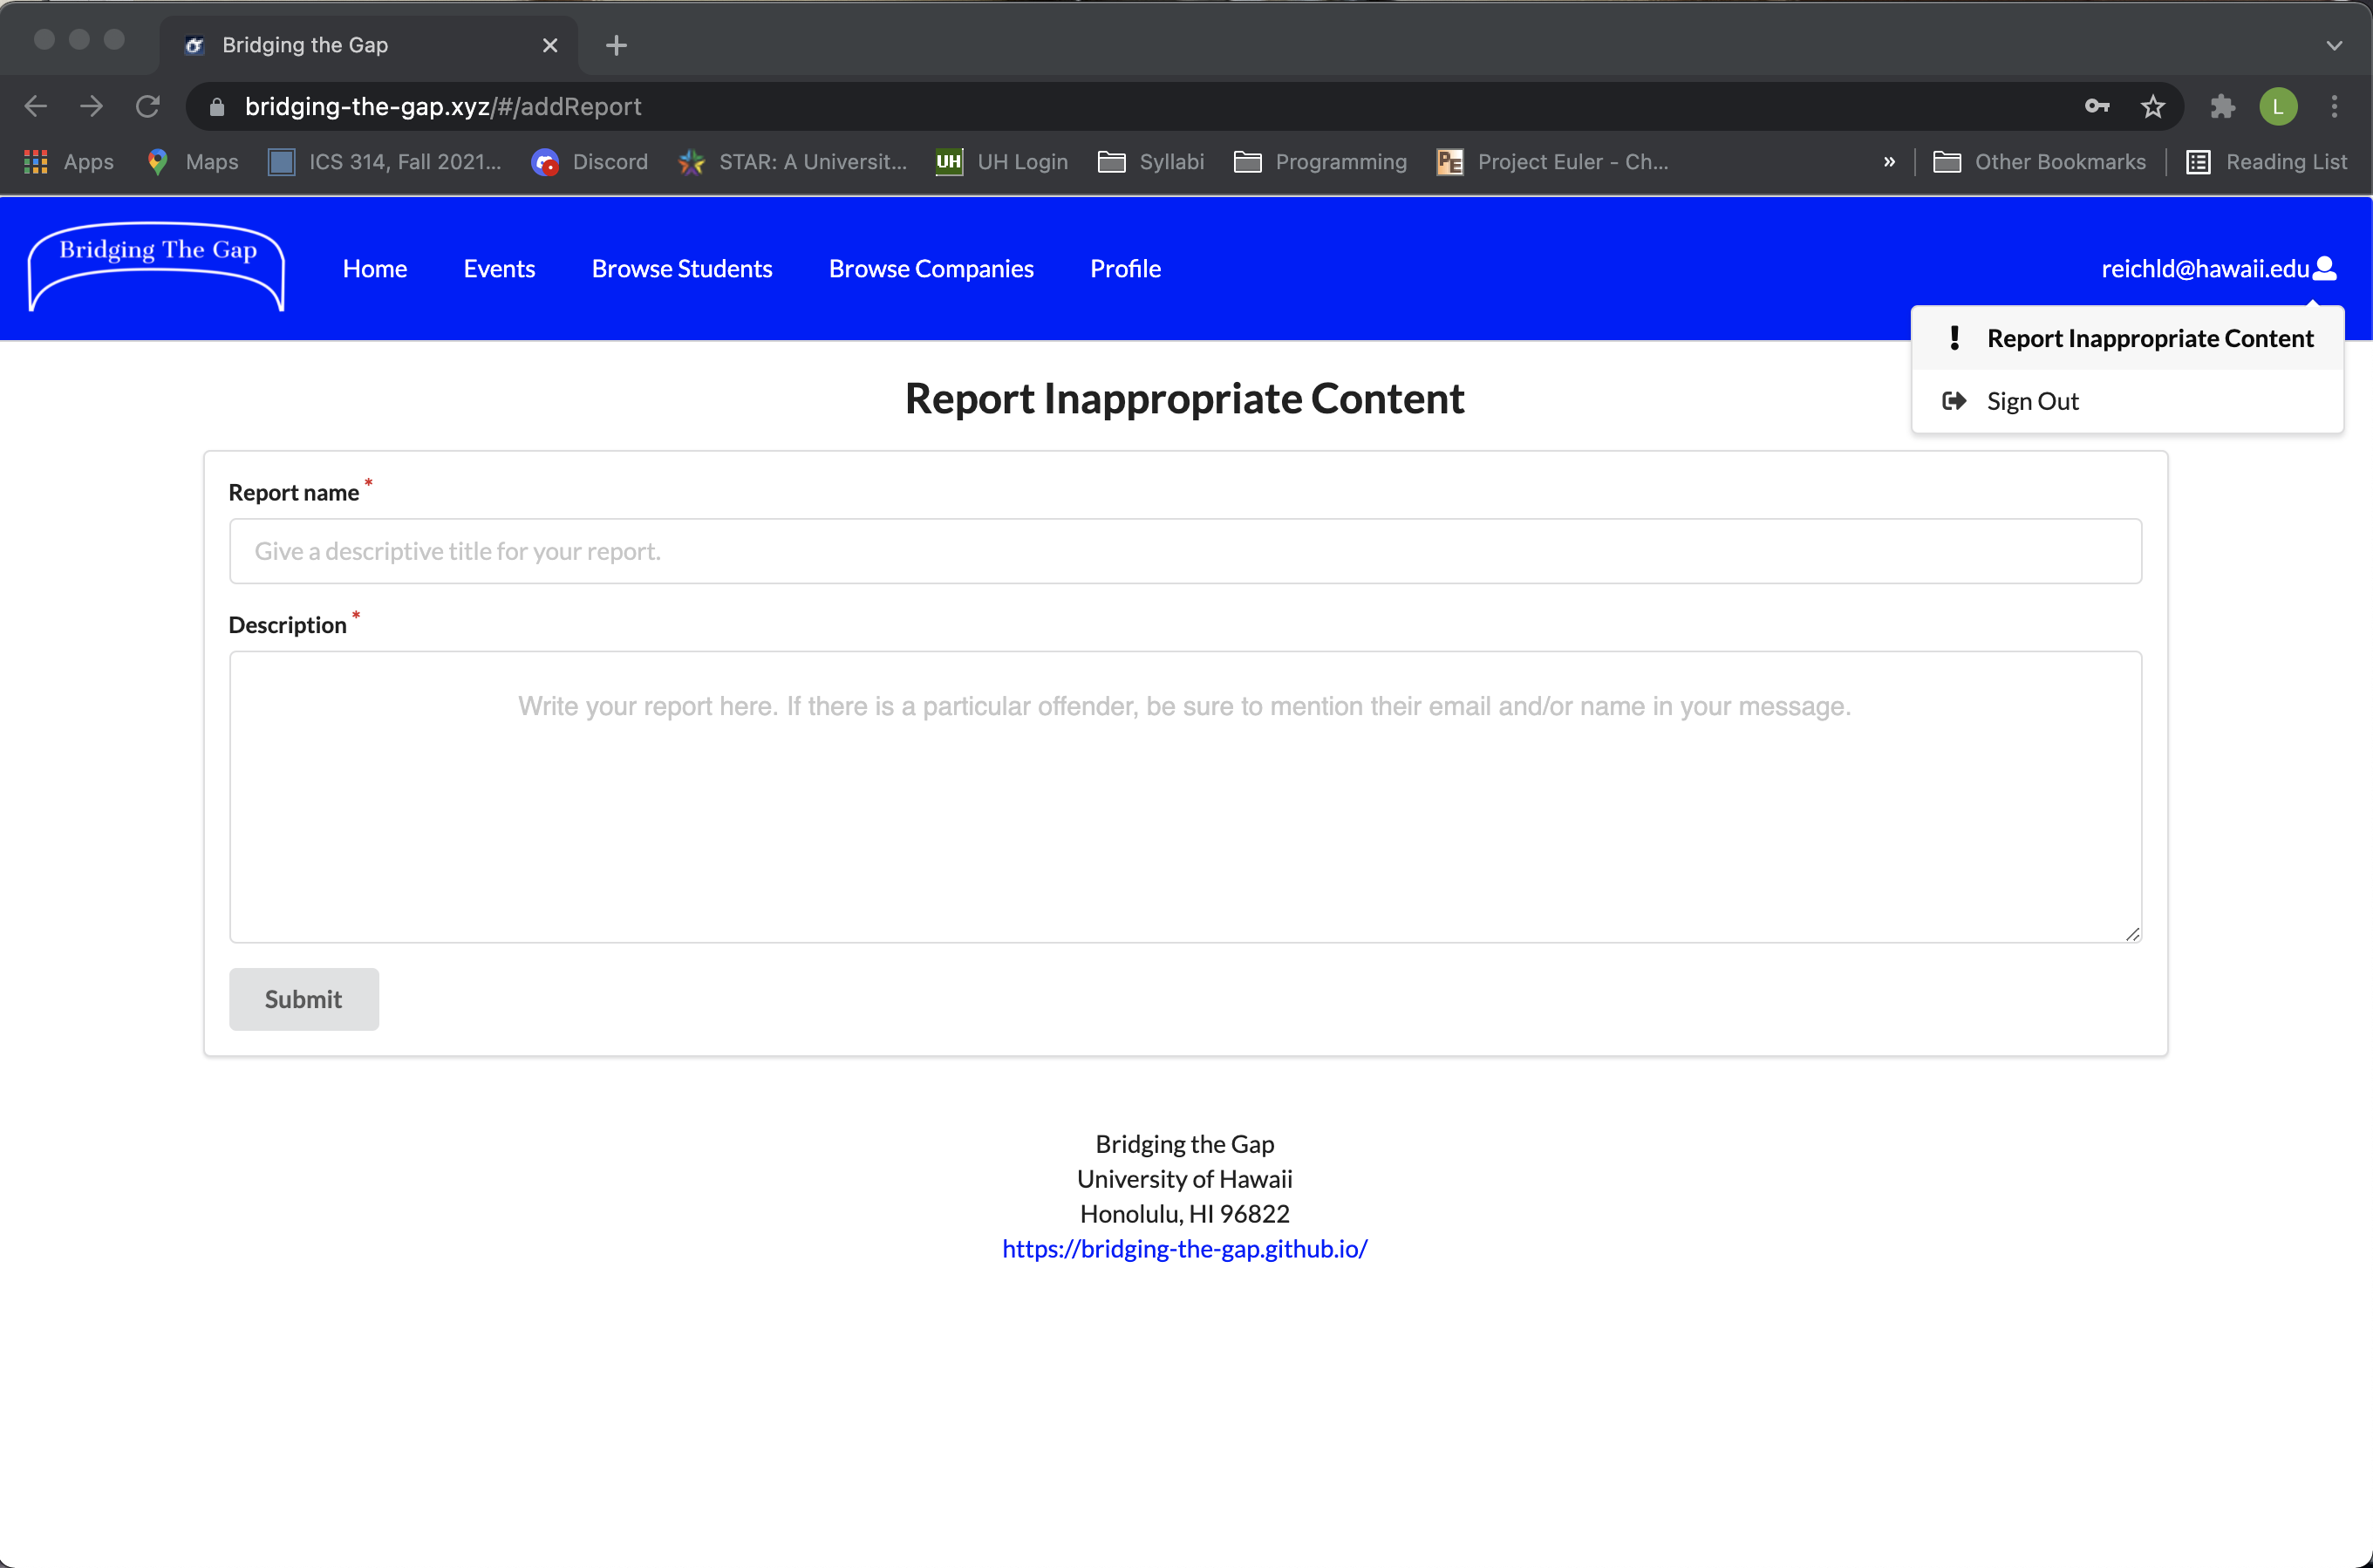 Bridging the Gap
bridging-the-gap.xyz/#/addReport
L
Apps Maps ICS 314, Fall 2021... Discord STAR: A Universit... UH UH Login Syllabi Programming PE Project Euler - Ch... » Other Bookmarks Reading List
Bridging The Gap
Home Events Browse Students Browse Companies Profile reichld@hawaii.edu
Report Inappropriate Content
Sign Out
Report Inappropriate Content
Report name *
Give a descriptive title for your report.
Description *
Write your report here. If there is a particular offender, be sure to mention their email and/or name in your message.
Submit
Bridging the Gap
University of Hawaii
Honolulu, HI 96822
https://bridging-the-gap.github.io/